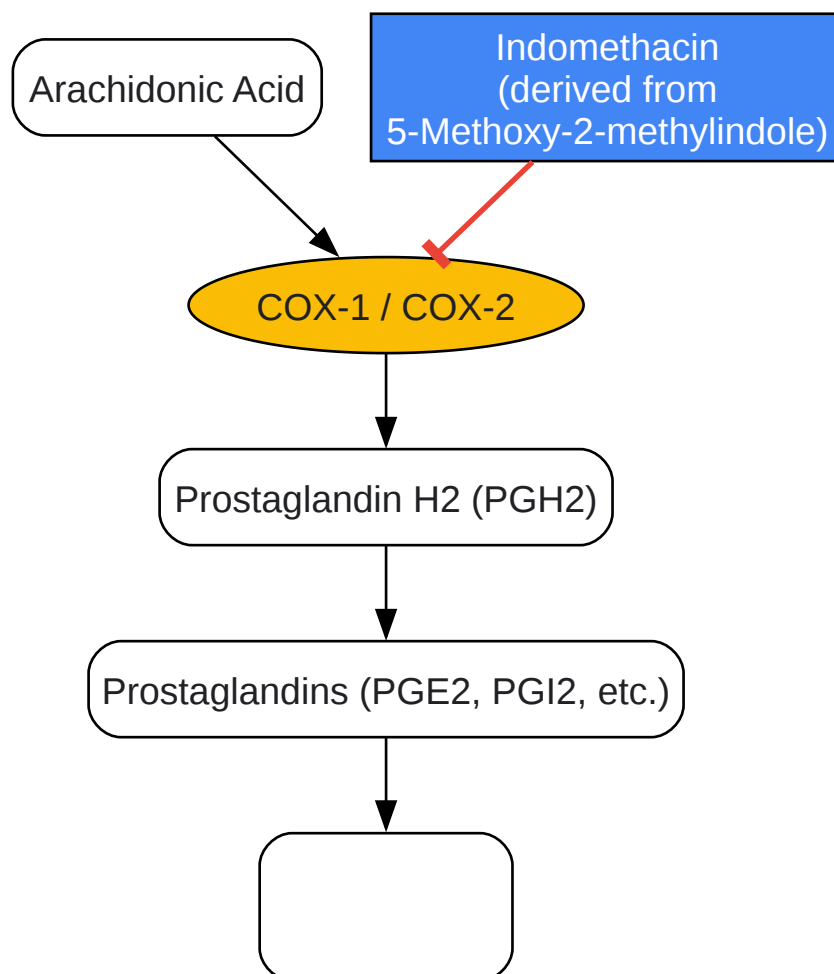 Arachidonic Acid
Indomethacin
(derived from
5-Methoxy-2-methylindole)
COX-1 / COX-2
Prostaglandin H2 (PGH2)
Prostaglandins (PGE2, PGI2, etc.)